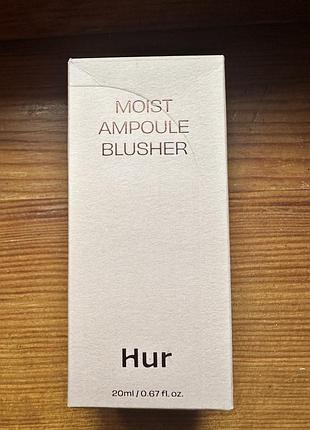 MOIST
AMPOULE
BLUSHER
Hur
20ml / 0.67 fl. oz.